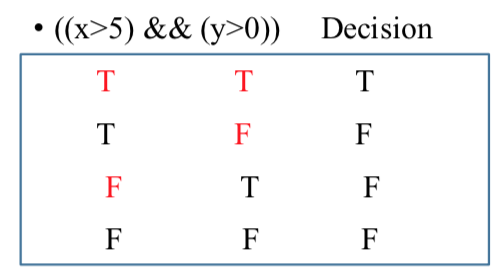 • ((x>5) && (y>0)) Decision
T T T
T F F
F T F
F F F